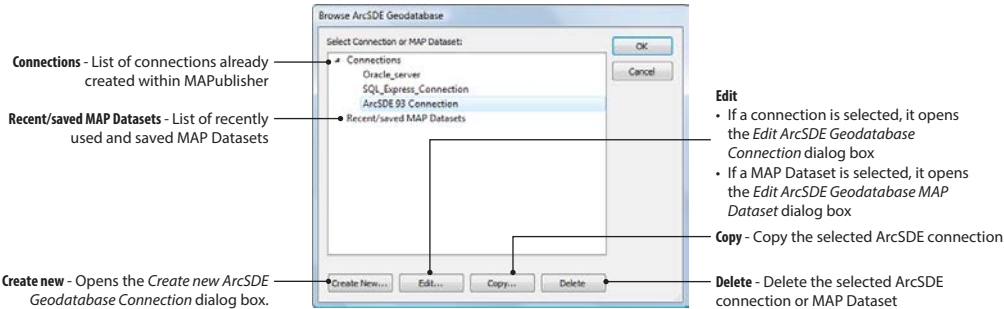 Browse ArcSDE Geodatabase
Select Connection or MAP Dataset:
Connections
Oracle_server
SQL_Express_Connection
ArcSDE 93 Connection
Recent/saved MAP Datasets
OK
Cancel
Create New...
Edit...
Copy...
Delete
Connections - List of connections already
created within MAPublisher
Recent/saved MAP Datasets - List of recently
used and saved MAP Datasets
Create new - Opens the Create new ArcSDE
Geodatabase Connection dialog box.
Edit
• If a connection is selected, it opens
the Edit ArcSDE Geodatabase
Connection dialog box
• If a MAP Dataset is selected, it opens
the Edit ArcSDE Geodatabase MAP
Dataset dialog box
Copy - Copy the selected ArcSDE connection
Delete - Delete the selected ArcSDE
connection or MAP Dataset